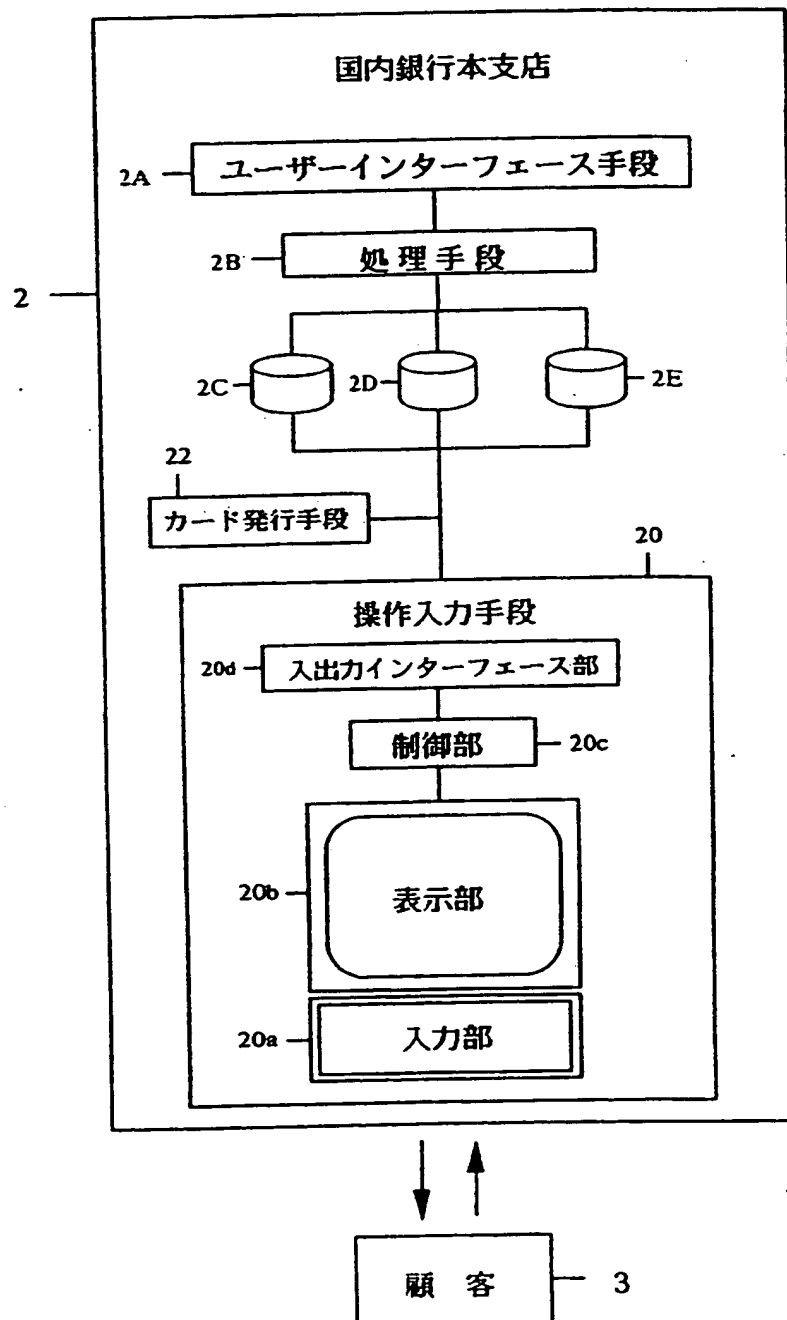 国内銀行本支店
2A ユーザーインターフェース手段
2B 処理手段
2
2C 2D 2E
22
カード発行手段
20
操作入力手段
20d 入出力インターフェース部
制御部 20c
20b 表示部
20a 入力部
顧 客 3